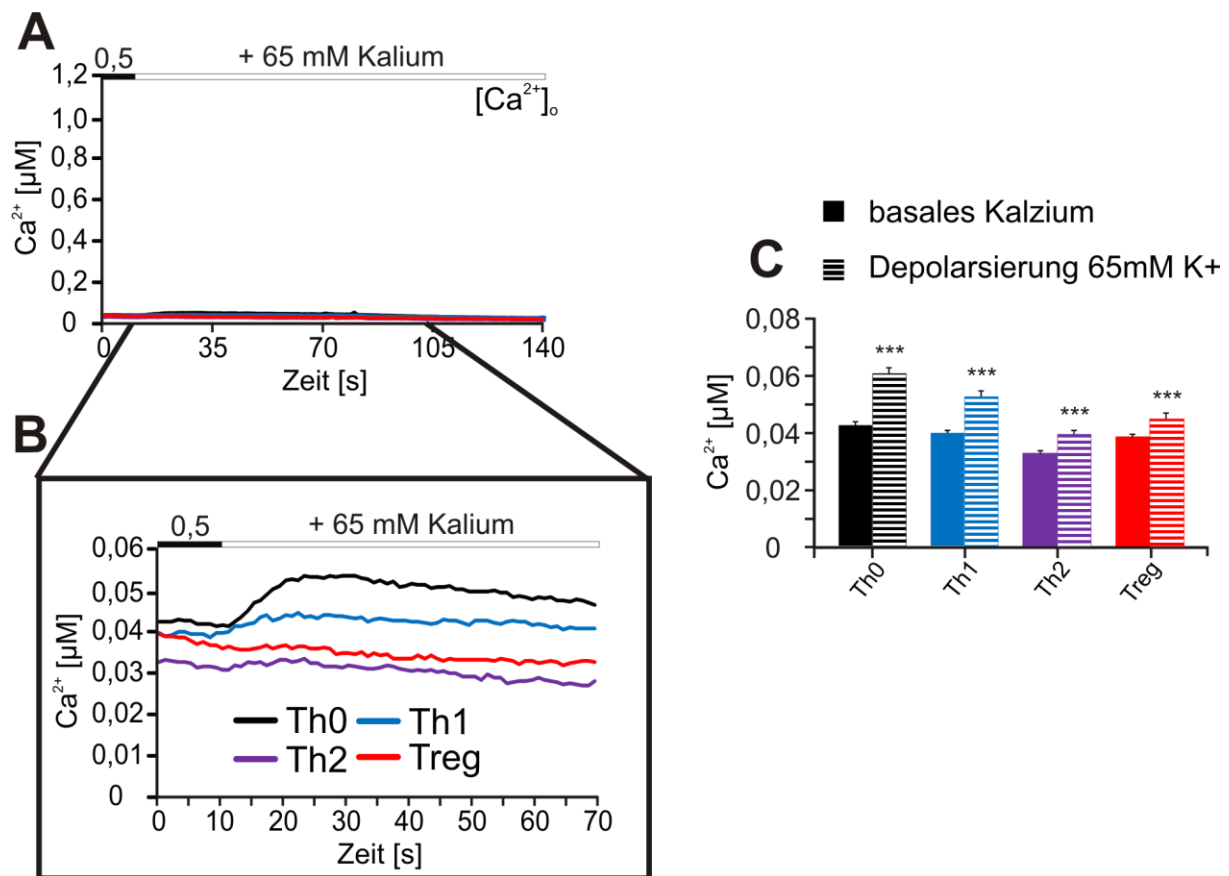 A
0,5 + 65 mM Kalium
[Ca²⁺]ₒ
1,2
1,0
0,8
0,6
0,4
0,2
0
Ca²⁺ [µM]
0 35 70 105 140
Zeit [s]
B
0,5 + 65 mM Kalium
0,06
0,05
0,04
0,03
0,02
0,01
0
Ca²⁺ [µM]
Th0 Th1
Th2 Treg
0 10 20 30 40 50 60 70
Zeit [s]
basales Kalzium
C
Depolarsierung 65mM K+
0,08
0,06
0,04
0,02
0
Ca²⁺ [µM]
*** *** *** ***
Th0 Th1 Th2 Treg